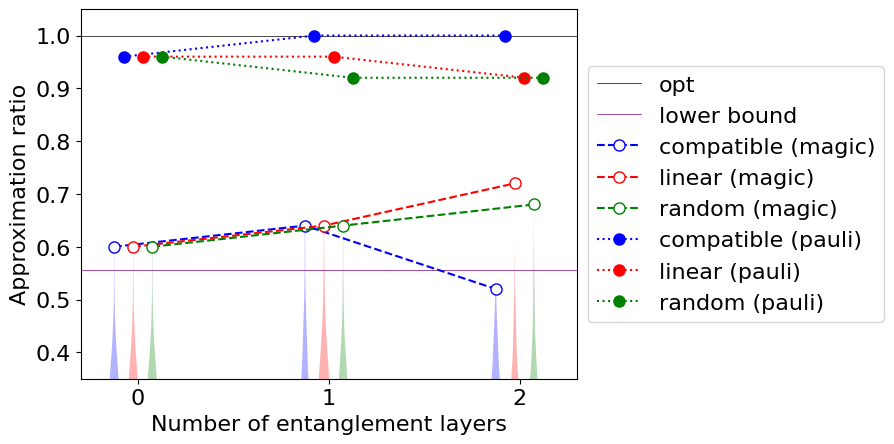 1.0
0.9
0.8
0.7
0.6
0.5
0.4
Approximation ratio
0 1 2
Number of entanglement layers
opt
lower bound
compatible (magic)
linear (magic)
random (magic)
compatible (pauli)
linear (pauli)
random (pauli)